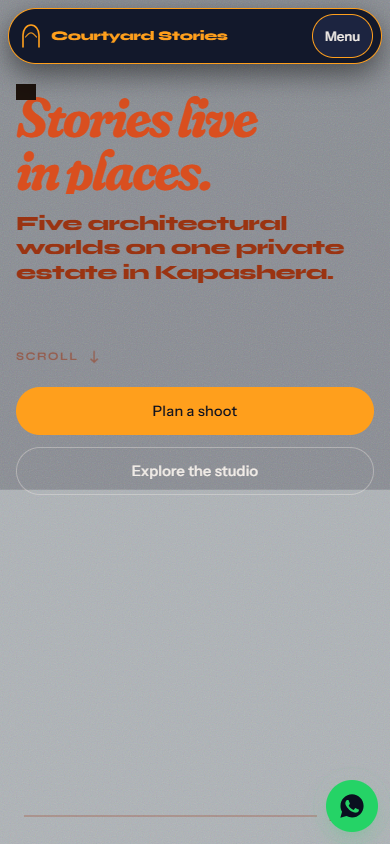 Courtyard Stories
Menu
Stories live
in places.
Five architectural
worlds on one private
estate in Kapashera.
SCROLL ↓
Plan a shoot
Explore the studio